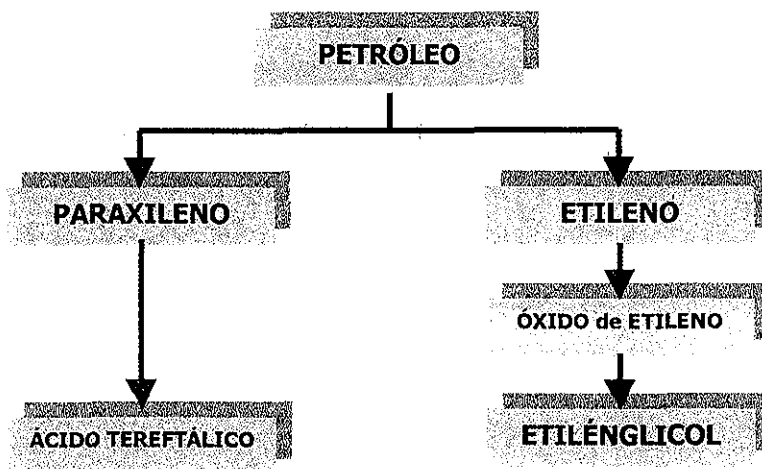 PETRÓLEO
PARAXILENO
ETILENO
ÓXIDO de ETILENO
ÁCIDO TEREFTÁLICO
ETILÉNGLICOL